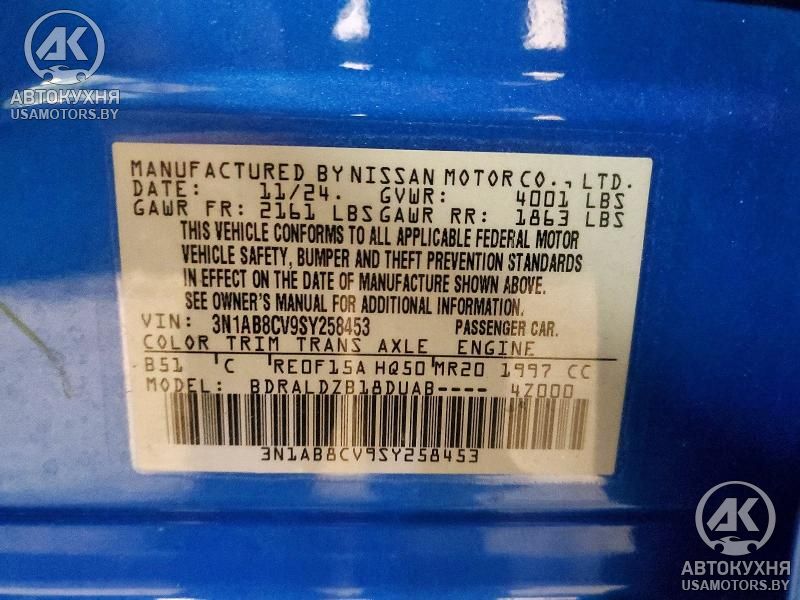 AK
АВТОКУХНЯ
USAMOTORS.BY
MANUFACTURED BY NISSAN MOTOR CO., LTD.
DATE: 11/24. GVWR: 4001 LBS
GAWR FR: 2161 LBS GAWR RR: 1863 LBS
THIS VEHICLE CONFORMS TO ALL APPLICABLE FEDERAL MOTOR
VEHICLE SAFETY, BUMPER AND THEFT PREVENTION STANDARDS
IN EFFECT ON THE DATE OF MANUFACTURE SHOWN ABOVE.
SEE OWNER'S MANUAL FOR ADDITIONAL INFORMATION.
VIN: 3N1AB8CV9SY258453 PASSENGER CAR.
COLOR TRIM TRANS AXLE ENGINE
B51 C RE0F15A HQ50 MR20 1997 CC
MODEL: BDRALDZB18DUAB---- 4Z000
3N1AB8CV9SY258453
AK
АВТОКУХНЯ
USAMOTORS.BY